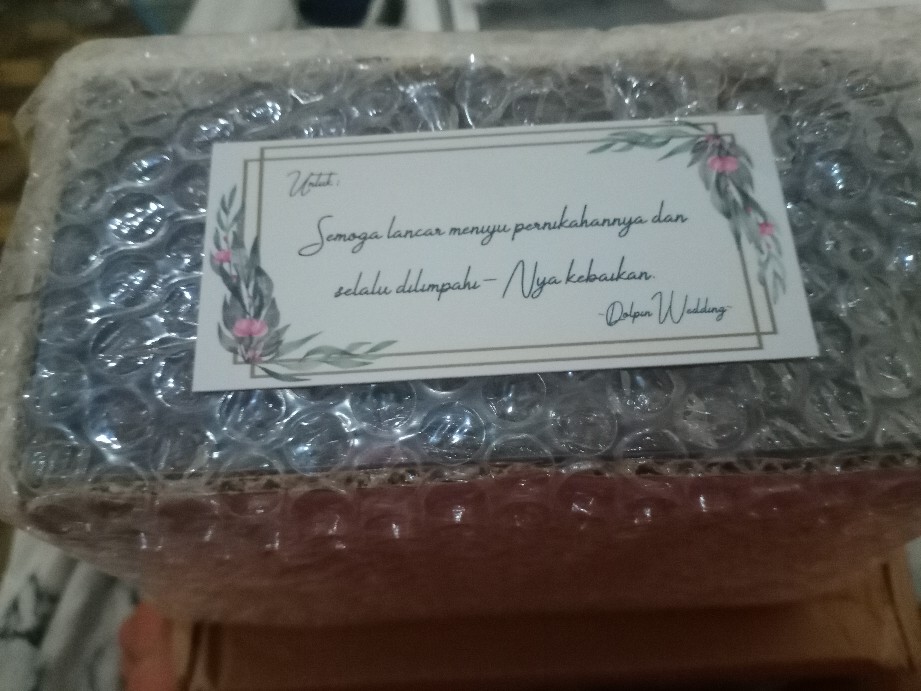 Untuk:
Semoga lancar menuju pernikahannya dan
selalu dilimpahi-Nya kebaikan.
~Dolpin Wedding~